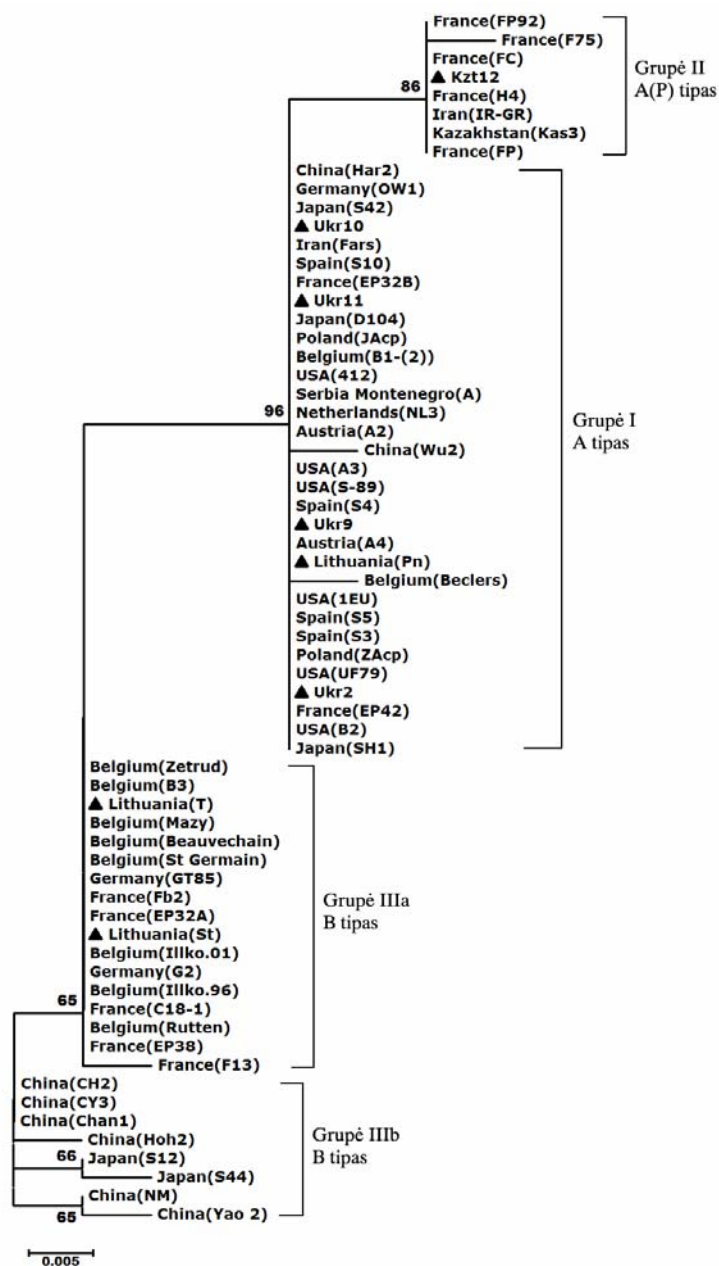 France(FP92)
France(F75)
France(FC)
▲ Kzt12
France(H4)
Iran(IR-GR)
Kazakhstan(Kas3)
France(FP)
86
Grupė II
A(P) tipas
China(Har2)
Germany(OW1)
Japan(S42)
▲ Ukr10
Iran(Fars)
Spain(S10)
France(EP32B)
▲ Ukr11
Japan(D104)
Poland(JAcp)
Belgium(B1-(2))
USA(412)
Serbia Montenegro(A)
Netherlands(NL3)
Austria(A2)
China(Wu2)
USA(A3)
USA(S-89)
Spain(S4)
▲ Ukr9
Austria(A4)
▲ Lithuania(Pn)
Belgium(Beclers)
USA(1EU)
Spain(S5)
Spain(S3)
Poland(ZAcp)
USA(UF79)
▲ Ukr2
France(EP42)
USA(B2)
Japan(SH1)
96
Grupė I
A tipas
Belgium(Zetrud)
Belgium(B3)
▲ Lithuania(T)
Belgium(Mazy)
Belgium(Beauvechain)
Belgium(St Germain)
Germany(GT85)
France(Fb2)
France(EP32A)
▲ Lithuania(St)
Belgium(Illko.01)
Germany(G2)
Belgium(Illko.96)
France(C18-1)
Belgium(Rutten)
France(EP38)
France(F13)
65
Grupė IIIa
B tipas
China(CH2)
China(CY3)
China(Chan1)
China(Hoh2)
Japan(S12)
Japan(S44)
China(NM)
China(Yao 2)
66
65
Grupė IIIb
B tipas
0.005